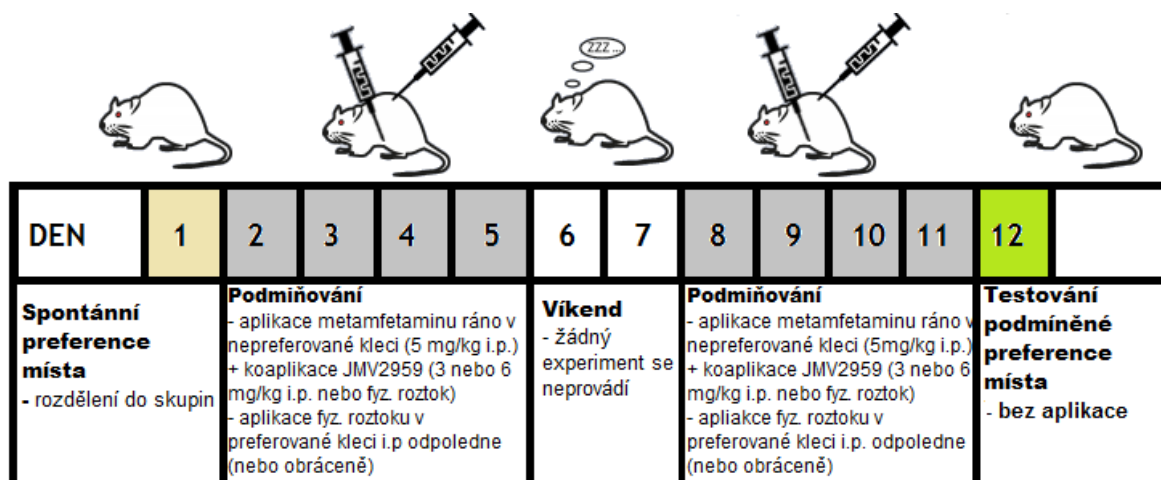 ZZZ ...
DEN 1 2 3 4 5 6 7 8 9 10 11 12
Spontánní
preference
místa
- rozdělení do skupin
Podmiňování
- aplikace metamfetaminu ráno v
nepreferované kleci (5 mg/kg i.p.)
+ koaplikace JMV2959 (3 nebo 6
mg/kg i.p. nebo fyz. roztok)
- aplikace fyz. roztoku v
preferované kleci i.p odpoledne
(nebo obráceně)
Víkend
- žádný
experiment se
neprovádí
Podmiňování
- aplikace metamfetaminu ráno v
nepreferované kleci (5mg/kg i.p.)
+ koaplikace JMV2959 (3 nebo 6
mg/kg i.p. nebo fyz. roztok)
- apliakce fyz. roztoku v
preferované kleci i.p. odpoledne
(nebo obráceně)
Testování
podmíněné
preference
místa
- bez aplikace